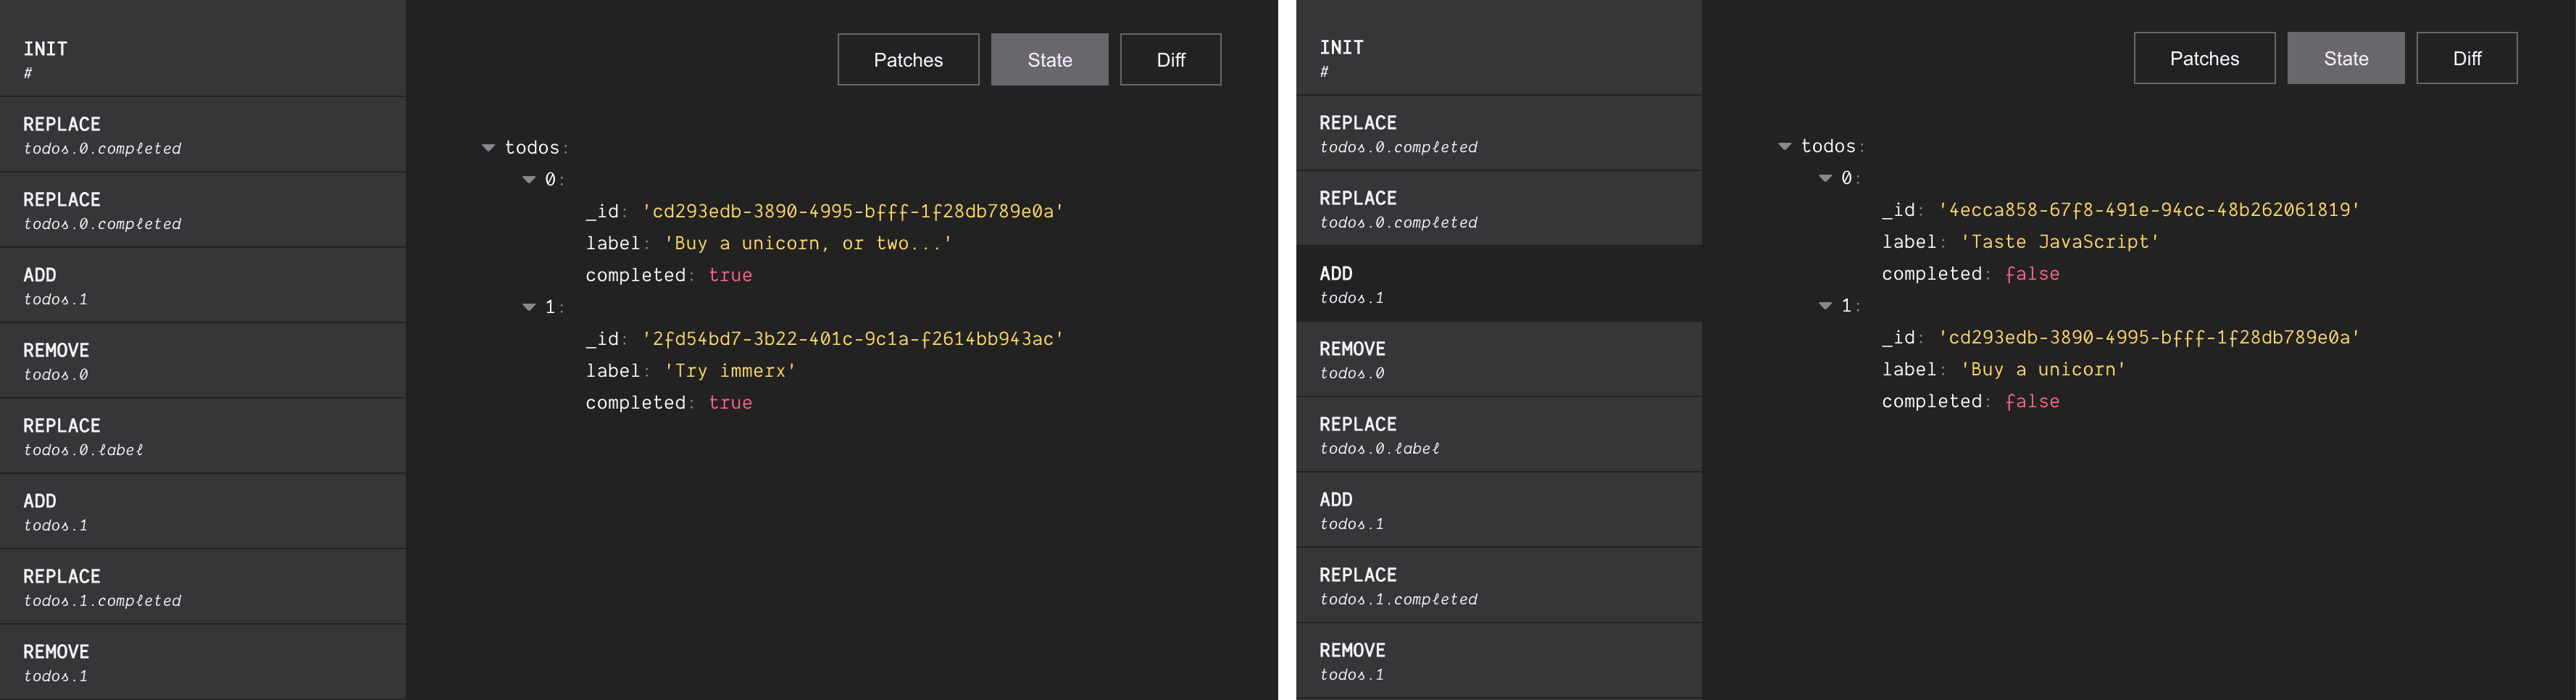 INIT
#
REPLACE
todos.0.completed
REPLACE
todos.0.completed
ADD
todos.1
REMOVE
todos.0
REPLACE
todos.0.label
ADD
todos.1
REPLACE
todos.1.completed
REMOVE
todos.1
Patches State Diff
todos:
0:
_id: 'cd293edb-3890-4995-bfff-1f28db789e0a'
label: 'Buy a unicorn, or two...'
completed: true
1:
_id: '2fd54bd7-3b22-401c-9c1a-f2614bb943ac'
label: 'Try immerx'
completed: true
INIT
#
REPLACE
todos.0.completed
REPLACE
todos.0.completed
ADD
todos.1
REMOVE
todos.0
REPLACE
todos.0.label
ADD
todos.1
REPLACE
todos.1.completed
REMOVE
todos.1
Patches State Diff
todos:
0:
_id: '4ecca858-67f8-491e-94cc-48b262061819'
label: 'Taste JavaScript'
completed: false
1:
_id: 'cd293edb-3890-4995-bfff-1f28db789e0a'
label: 'Buy a unicorn'
completed: false